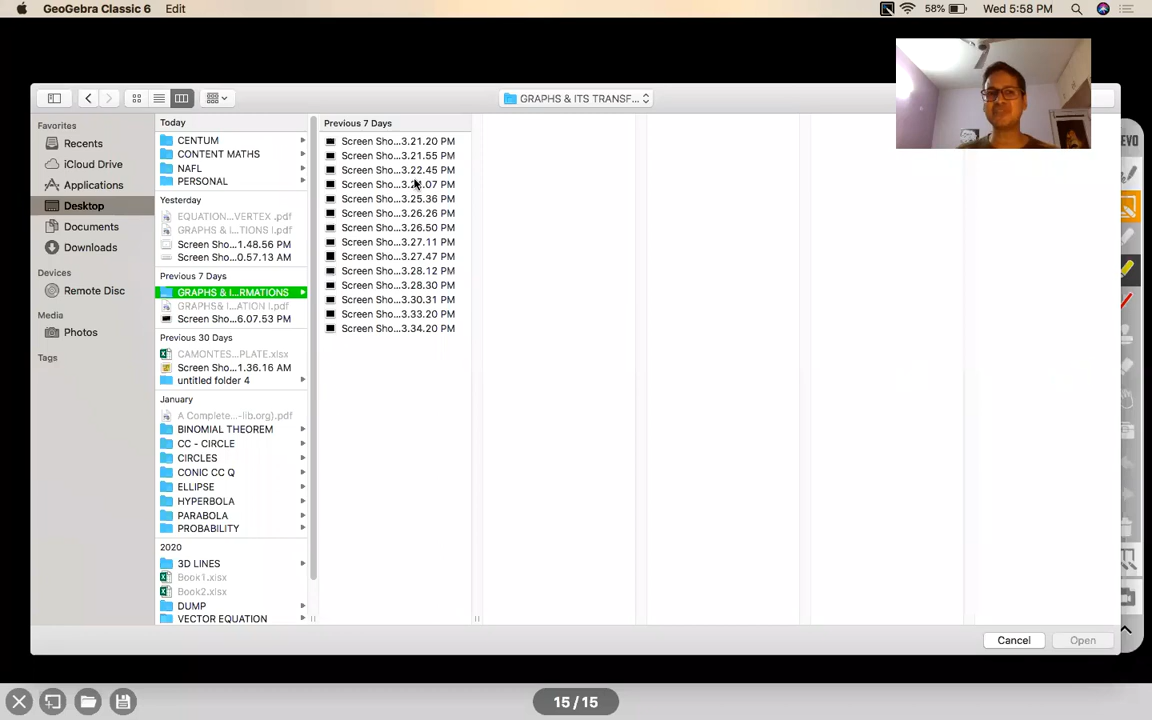 GeoGebra Classic 6 Edit
58% Wed 5:58 PM
GRAPHS & ITS TRANSF...
EVO
Favorites
Recents
iCloud Drive
Applications
Desktop
Documents
Downloads
Devices
Remote Disc
Media
Photos
Tags
Today
CENTUM
CONTENT MATHS
NAFL
PERSONAL
Yesterday
EQUATION...VERTEX .pdf
GRAPHS & ...TIONS I.pdf
Screen Sho...1.48.56 PM
Screen Sho...0.57.13 AM
Previous 7 Days
GRAPHS & I...RMATIONS
GRAPHS& I...ATION I.pdf
Screen Sho...6.07.53 PM
Previous 30 Days
CAMONTES...PLATE.xlsx
Screen Sho...1.36.16 AM
untitled folder 4
January
A Complete...-lib.org).pdf
BINOMIAL THEOREM
CC - CIRCLE
CIRCLES
CONIC CC Q
ELLIPSE
HYPERBOLA
PARABOLA
PROBABILITY
2020
3D LINES
Book1.xlsx
Book2.xlsx
DUMP
VECTOR EQUATION
Previous 7 Days
Screen Sho...3.21.20 PM
Screen Sho...3.21.55 PM
Screen Sho...3.22.45 PM
Screen
Screen Sho...3.25.36 PM
Screen Sho...3.26.26 PM
Screen Sho...3.26.50 PM
Screen Sho...3.27.11 PM
Screen Sho...3.27.47 PM
Screen Sho...3.28.12 PM
Screen Sho...3.28.30 PM
Screen Sho...3.30.31 PM
Screen Sho...3.33.20 PM
Screen Sho...3.34.20 PM
Cancel
Open
15 / 15